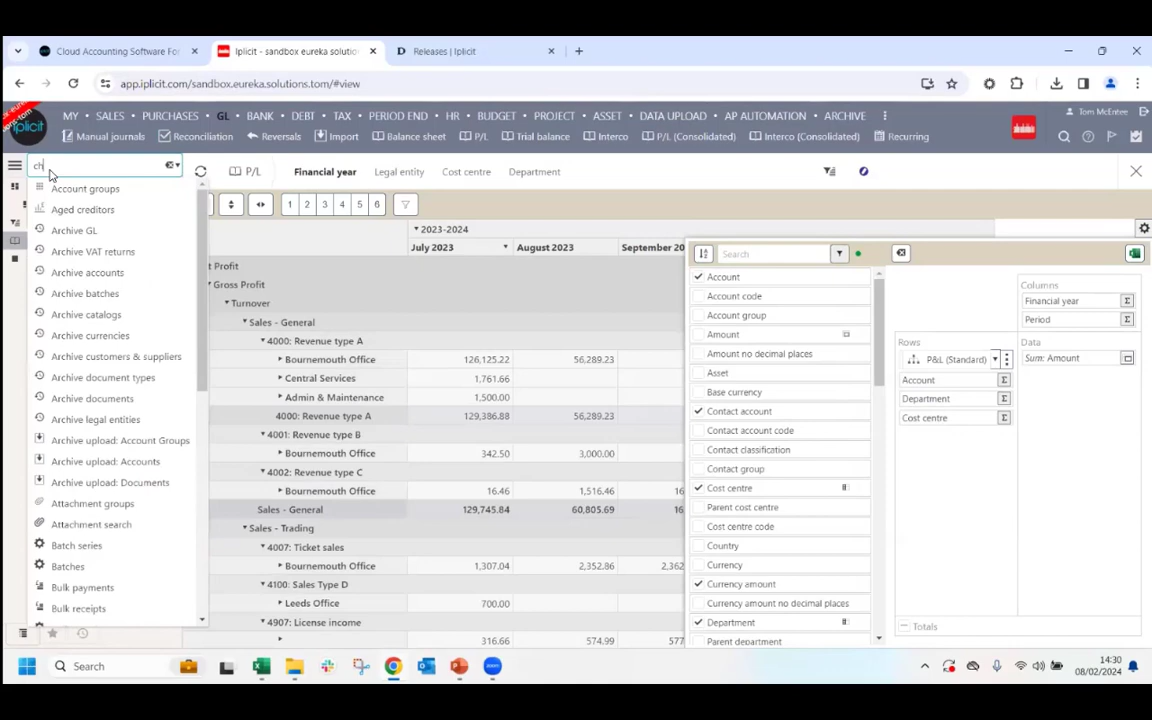 Cloud Accounting Software For
Iplicit - sandbox eureka solutio
Releases | Iplicit
app.iplicit.com/sandbox.eureka.solutions.tom/#view
MY SALES PURCHASES GL BANK DEBT TAX PERIOD END HR BUDGET PROJECT ASSET DATA UPLOAD AP AUTOMATION ARCHIVE
Tom McEntee
iplicit
Manual journals Reconciliation Reversals Import Balance sheet P/L Trial balance Interco P/L (Consolidated) Interco (Consolidated) Recurring
ch
P/L Financial year Legal entity Cost centre Department
1 2 3 4 5 6
Account groups
Aged creditors
Archive GL
Archive VAT returns
Archive accounts
Archive batches
Archive catalogs
Archive currencies
Archive customers & suppliers
Archive document types
Archive documents
Archive legal entities
Archive upload: Account Groups
Archive upload: Accounts
Archive upload: Documents
Attachment groups
Attachment search
Batch series
Batches
Bulk payments
Bulk receipts
2023-2024
July 2023 August 2023 September 20
t Profit
Gross Profit
Turnover
Sales - General
4000: Revenue type A
Bournemouth Office 126,125.22 56,289.23
Central Services 1,761.66
Admin & Maintenance 1,500.00
4000: Revenue type A 129,386.88 56,289.23
4001: Revenue type B
Bournemouth Office 342.50 3,000.00
4002: Revenue type C
Bournemouth Office 16.46 1,516.46 16
Sales - General 129,745.84 60,805.69 16
Sales - Trading
4007: Ticket sales
Bournemouth Office 1,307.04 2,352.86 2,362
4100: Sales Type D
Leeds Office 700.00
4907: License income
316.66 574.99 577
Search
Account
Account code
Account group
Amount
Amount no decimal places
Asset
Base currency
Contact account
Contact account code
Contact classification
Contact group
Cost centre
Parent cost centre
Cost centre code
Country
Currency
Currency amount
Currency amount no decimal places
Department
Parent department
Columns
Financial year Σ
Period Σ
Rows
P&L (Standard)
Account Σ
Department Σ
Cost centre Σ
Data
Sum: Amount
Totals
Search
14:30
08/02/2024